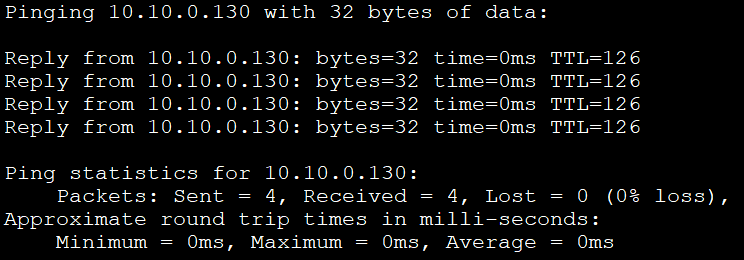 Pinging 10.10.0.130 with 32 bytes of data:
Reply from 10.10.0.130: bytes=32 time=0ms TTL=126
Reply from 10.10.0.130: bytes=32 time=0ms TTL=126
Reply from 10.10.0.130: bytes=32 time=0ms TTL=126
Reply from 10.10.0.130: bytes=32 time=0ms TTL=126
Ping statistics for 10.10.0.130:
Packets: Sent = 4, Received = 4, Lost = 0 (0% loss),
Approximate round trip times in milli-seconds:
Minimum = 0ms, Maximum = 0ms, Average = 0ms